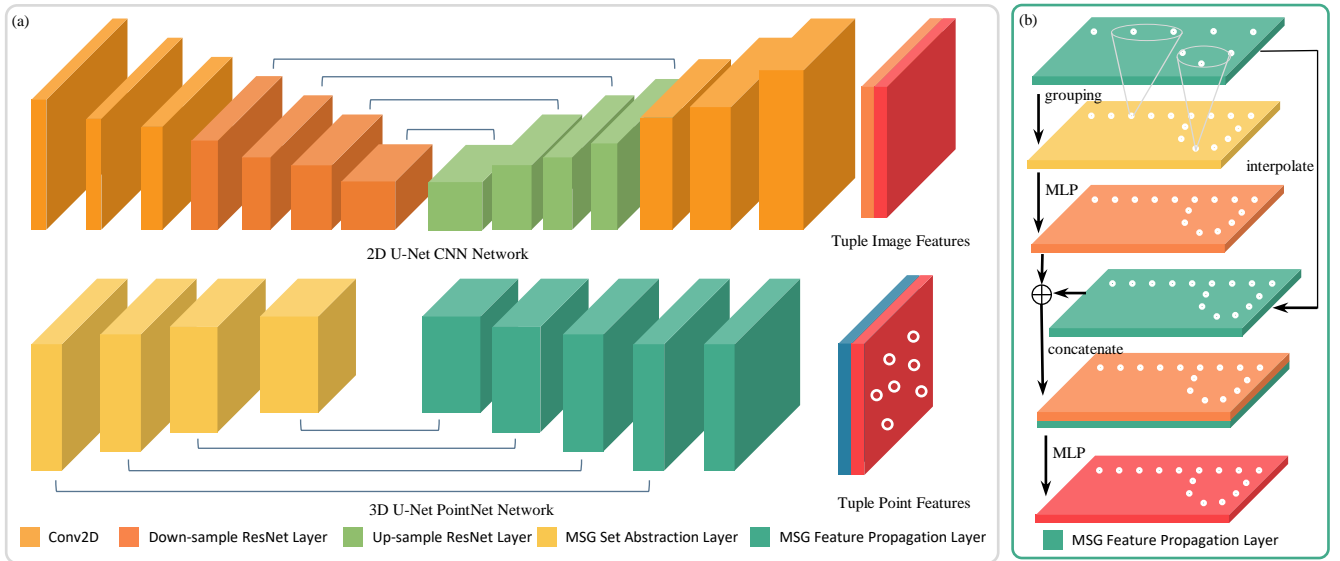 (a)
2D U-Net CNN Network
Tuple Image Features
3D U-Net PointNet Network
Tuple Point Features
Conv2D
Down-sample ResNet Layer
Up-sample ResNet Layer
MSG Set Abstraction Layer
MSG Feature Propagation Layer
(b)
grouping
interpolate
MLP
concatenate
MLP
MSG Feature Propagation Layer